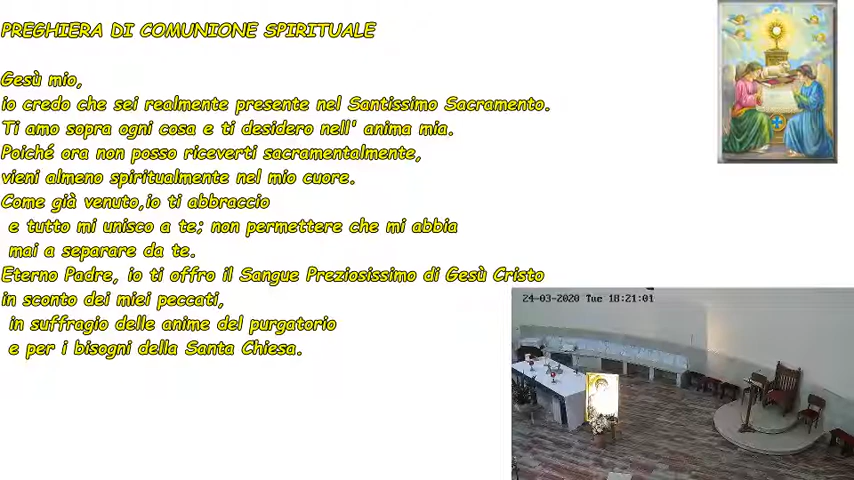 PREGHIERA DI COMUNIONE SPIRITUALE
Gesù mio,
io credo che sei realmente presente nel Santissimo Sacramento.
Ti amo sopra ogni cosa e ti desidero nell' anima mia.
Poiché ora non posso riceverti sacramentalmente,
vieni almeno spiritualmente nel mio cuore.
Come già venuto,io ti abbraccio
e tutto mi unisco a te; non permettere che mi abbia
mai a separare da te.
Eterno Padre, io ti offro il Sangue Preziosissimo di Gesù Cristo
in sconto dei miei peccati,
in suffragio delle anime del purgatorio
e per i bisogni della Santa Chiesa.
24-03-2020 Tue 18:21:01